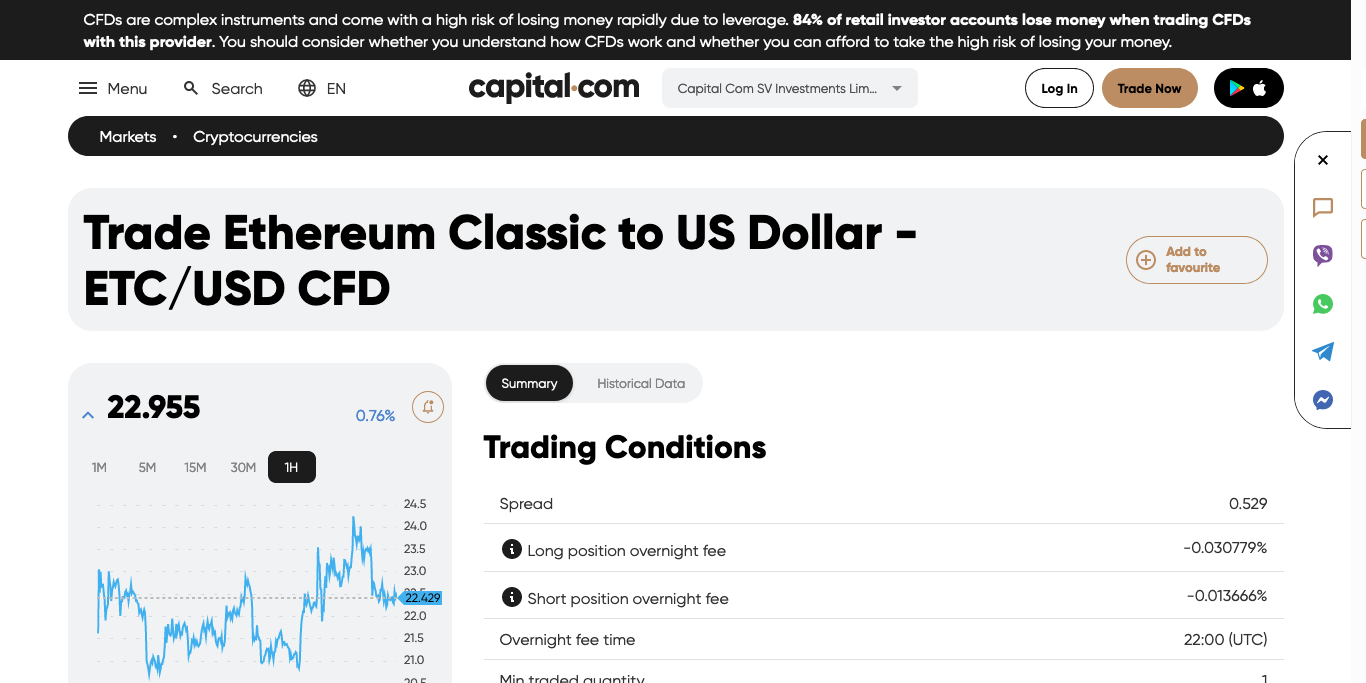 CFDs are complex instruments and come with a high risk of losing money rapidly due to leverage. 84% of retail investor accounts lose money when trading CFDs
with this provider. You should consider whether you understand how CFDs work and whether you can afford to take the high risk of losing your money.
Menu
Search
EN
capital.com
Capital Com SV Investments Lim...
Log In
Trade Now
Markets • Cryptocurrencies
Trade Ethereum Classic to US Dollar -
ETC/USD CFD
Add to
favourite
22.955
0.76%
1M 5M 15M 30M 1H
24.5
24.0
23.5
23.0
22.429
22.0
21.5
21.0
20.5
Summary
Historical Data
Trading Conditions
Spread 0.529
Long position overnight fee -0.030779%
Short position overnight fee -0.013666%
Overnight fee time 22:00 (UTC)
Min traded quantity 1